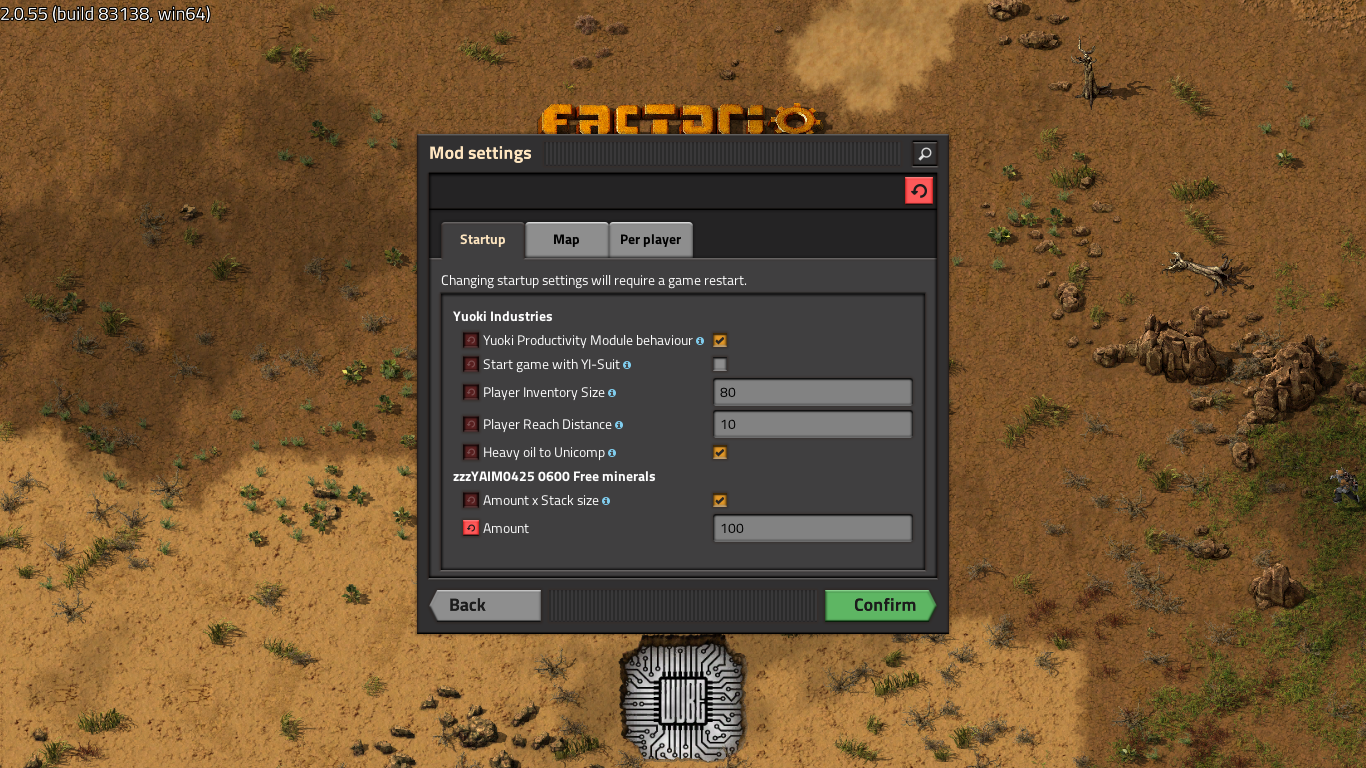 2.0.55 (build 83138, win64)
FACTORIO
Mod settings
Startup Map Per player
Changing startup settings will require a game restart.
Yuoki Industries
Yuoki Productivity Module behaviour
Start game with YI-Suit
Player Inventory Size 80
Player Reach Distance 10
Heavy oil to Unicomp
zzzYAIM0425 0600 Free minerals
Amount x Stack size
Amount 100
Back Confirm